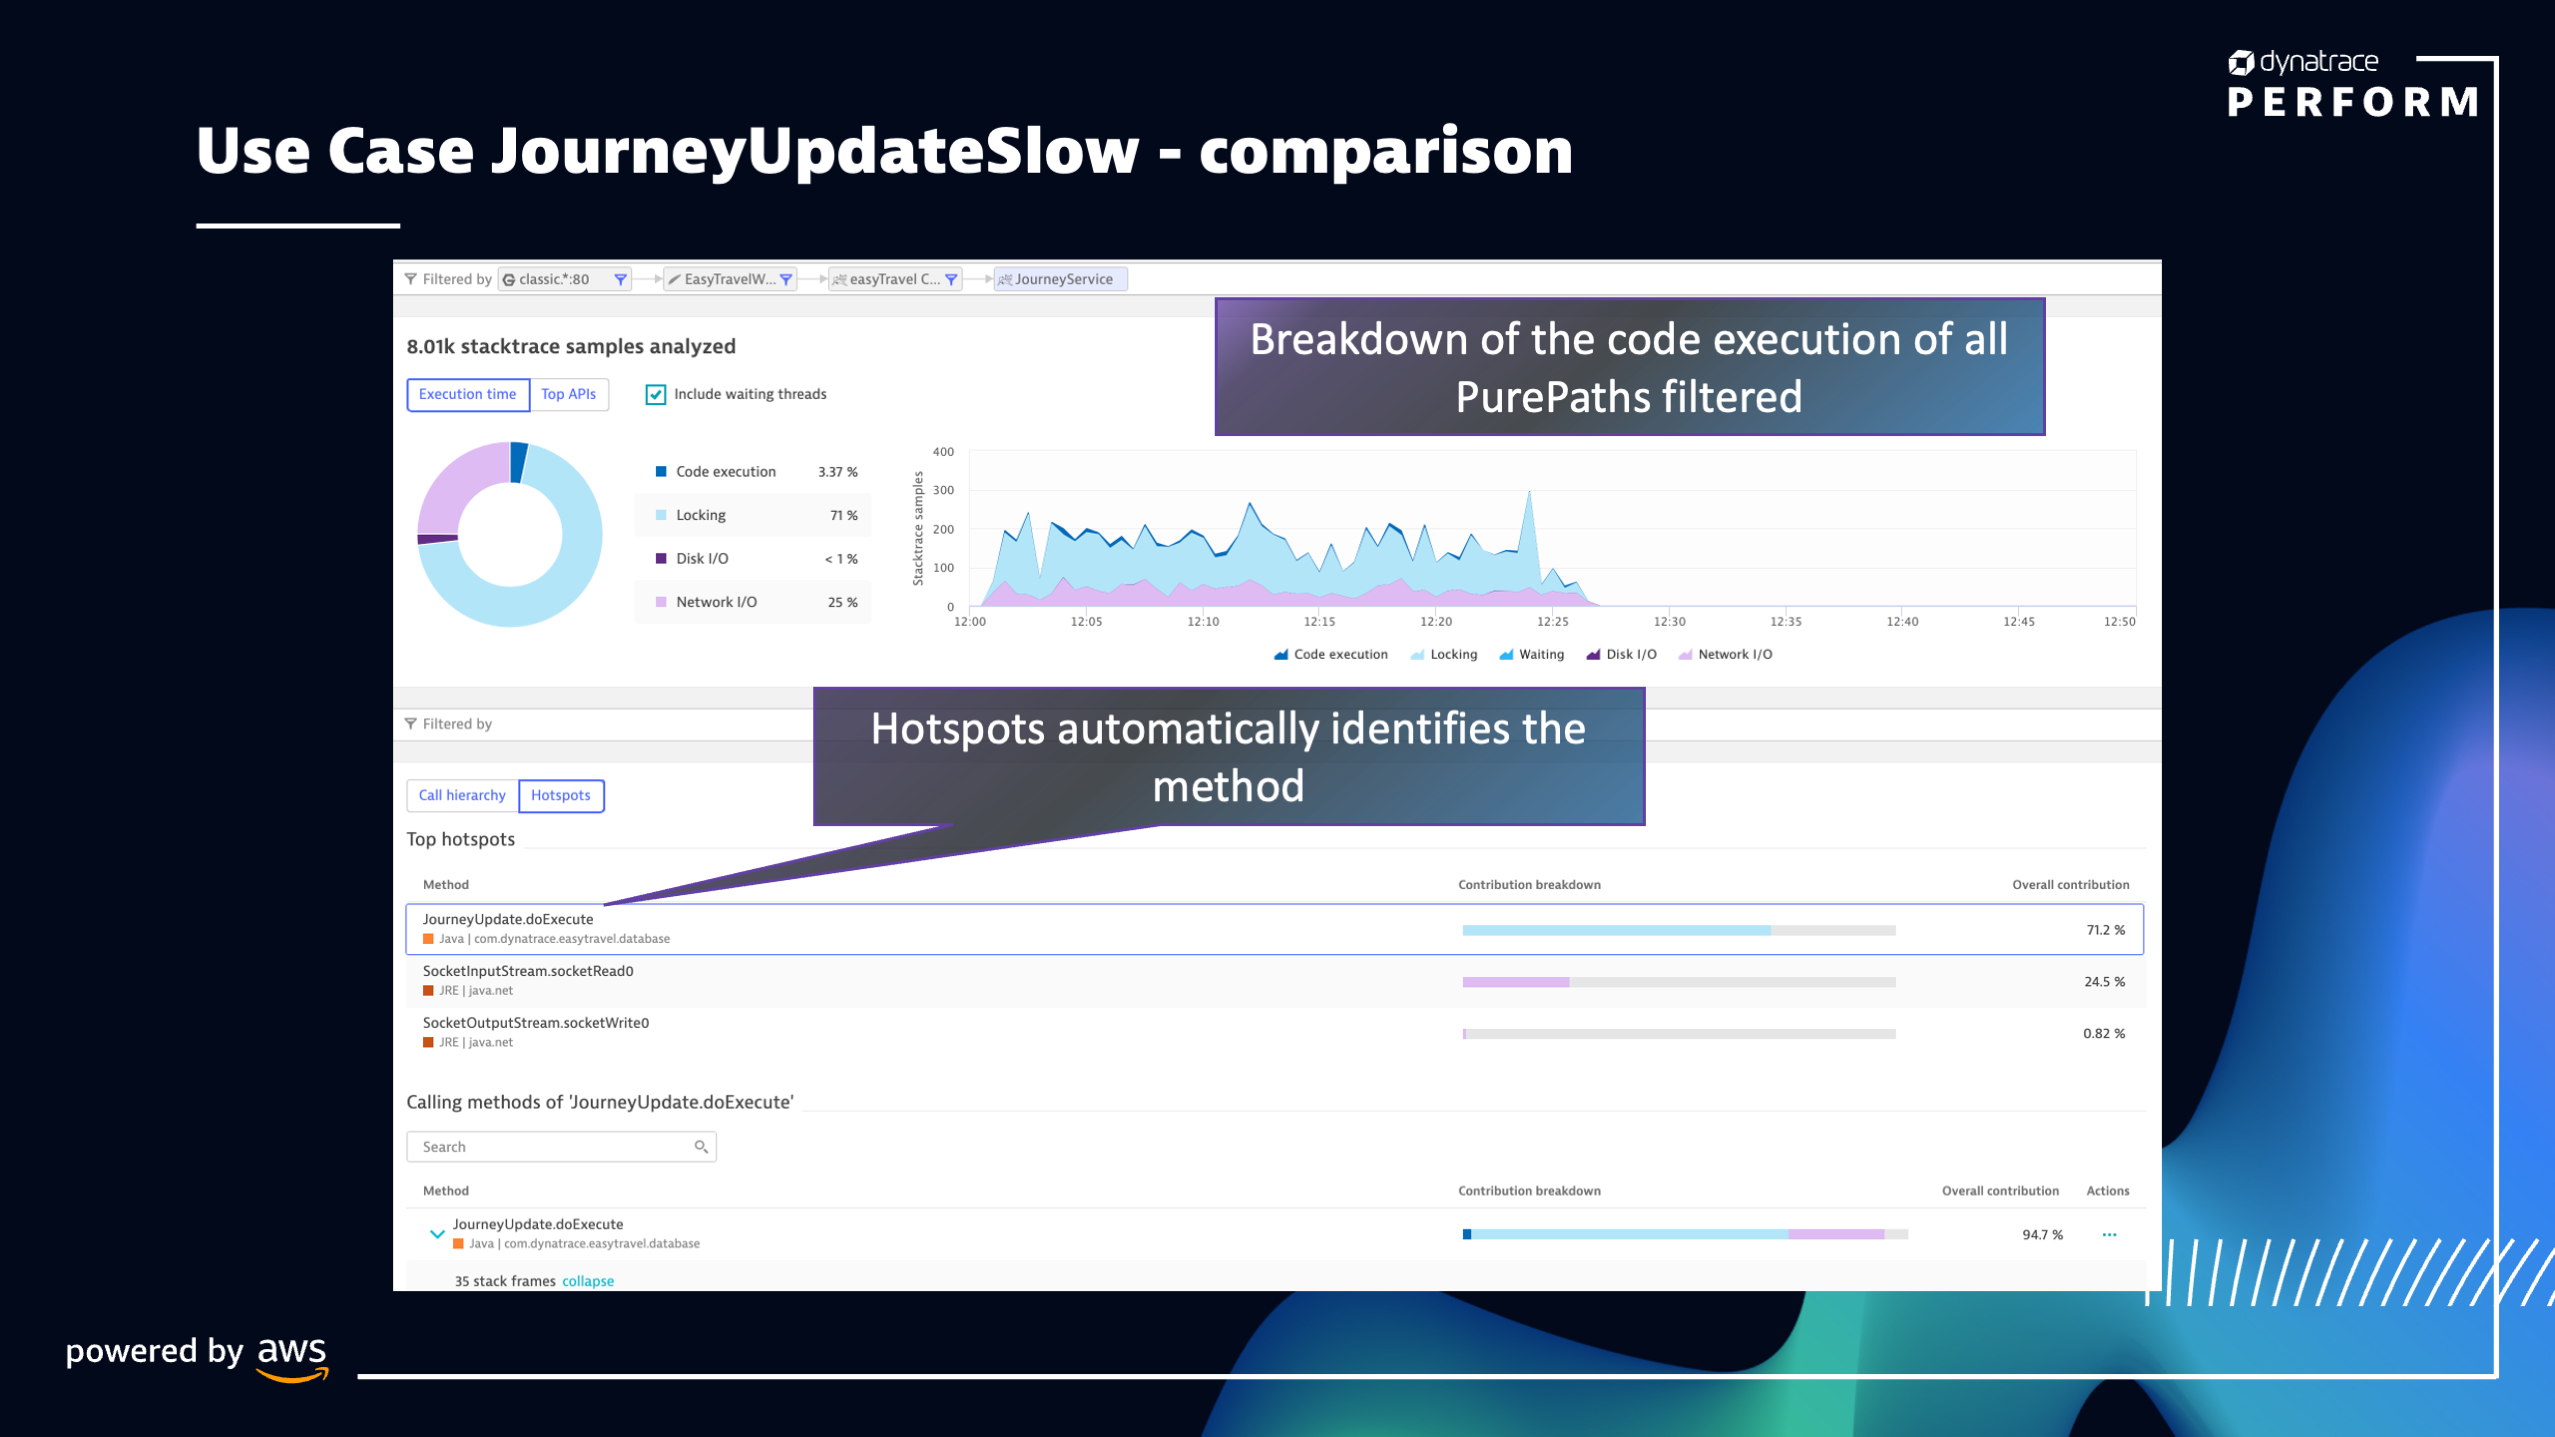 dynatrace
PERFORM
Use Case JourneyUpdateSlow - comparison
Filtered by classic.*:80 EasyTravelW... easyTravel C... JourneyService
Breakdown of the code execution of all
PurePaths filtered
8.01k stacktrace samples analyzed
Execution time Top APIs Include waiting threads
Code execution 3.37 %
Locking 71 %
Disk I/O < 1 %
Network I/O 25 %
Stacktrace samples
400
300
200
100
0
12:00 12:05 12:10 12:15 12:20 12:25 12:30 12:35 12:40 12:45 12:50
Code execution Locking Waiting Disk I/O Network I/O
Hotspots automatically identifies the
method
Filtered by
Call hierarchy Hotspots
Top hotspots
Method Contribution breakdown Overall contribution
JourneyUpdate.doExecute
Java | com.dynatrace.easytravel.database
71.2 %
SocketInputStream.socketRead0
JRE | java.net
24.5 %
SocketOutputStream.socketWrite0
JRE | java.net
0.82 %
Calling methods of 'JourneyUpdate.doExecute'
Search
Method Contribution breakdown Overall contribution Actions
JourneyUpdate.doExecute
Java | com.dynatrace.easytravel.database
94.7 % ...
35 stack frames collapse
powered by aws